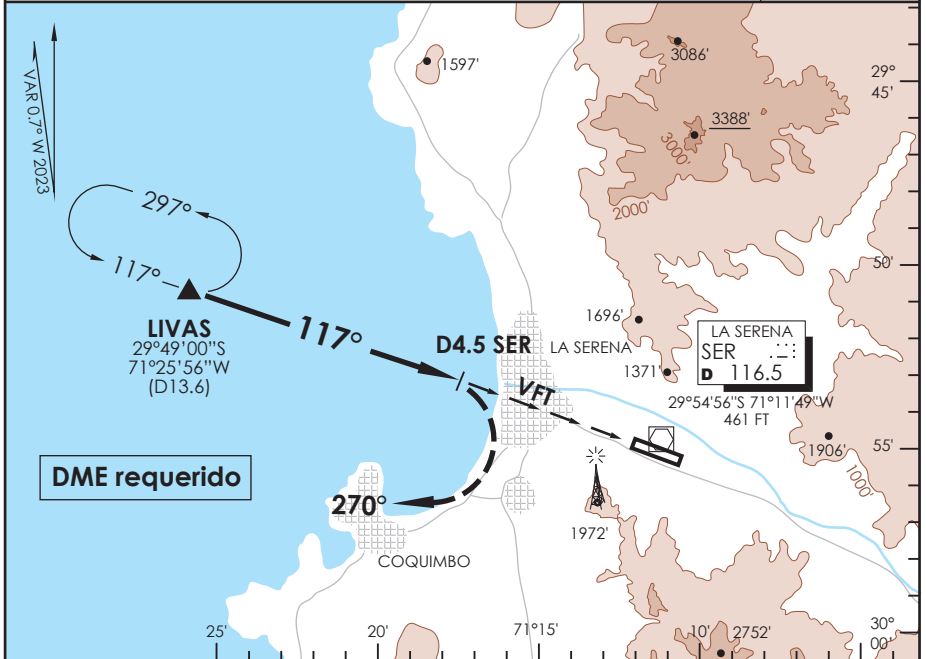 VAR 0.7° W 2023
1597'
3086'
3388'
3000'
2000'
29°
45'
297°
117°
LIVAS
29°49'00"S
71°25'56"W
(D13.6)
117°
D4.5 SER
VFT
50'
1696'
LA SERENA
1371'
LA SERENA
SER
D 116.5
29°54'56"S 71°11'49"W
461 FT
1906'
55'
1000'
DME requerido
270°
1972'
COQUIMBO
25'
20'
71°15'
10'
2752'
30°
00'